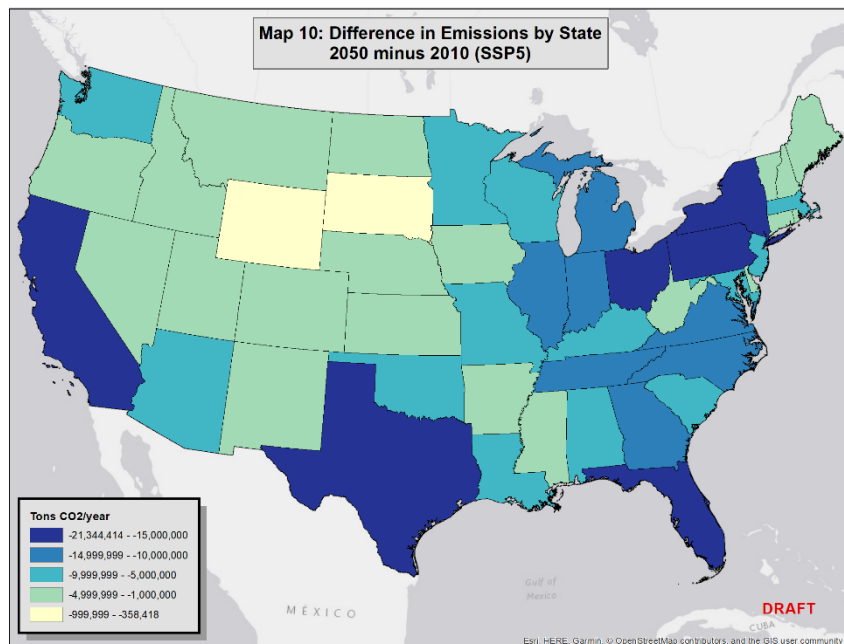 Map 10: Difference in Emissions by State
2050 minus 2010 (SSP5)
Tons CO2/year
-21,344,414 - -15,000,000
-14,999,999 - -10,000,000
-9,999,999 - -5,000,000
-4,999,999 - -1,000,000
-999,999 - -358,418
Gulf of
Mexico
MÉXICO
DRAFT
CUBA
Esri, HERE, Garmin, © OpenStreetMap contributors, and the GIS user community